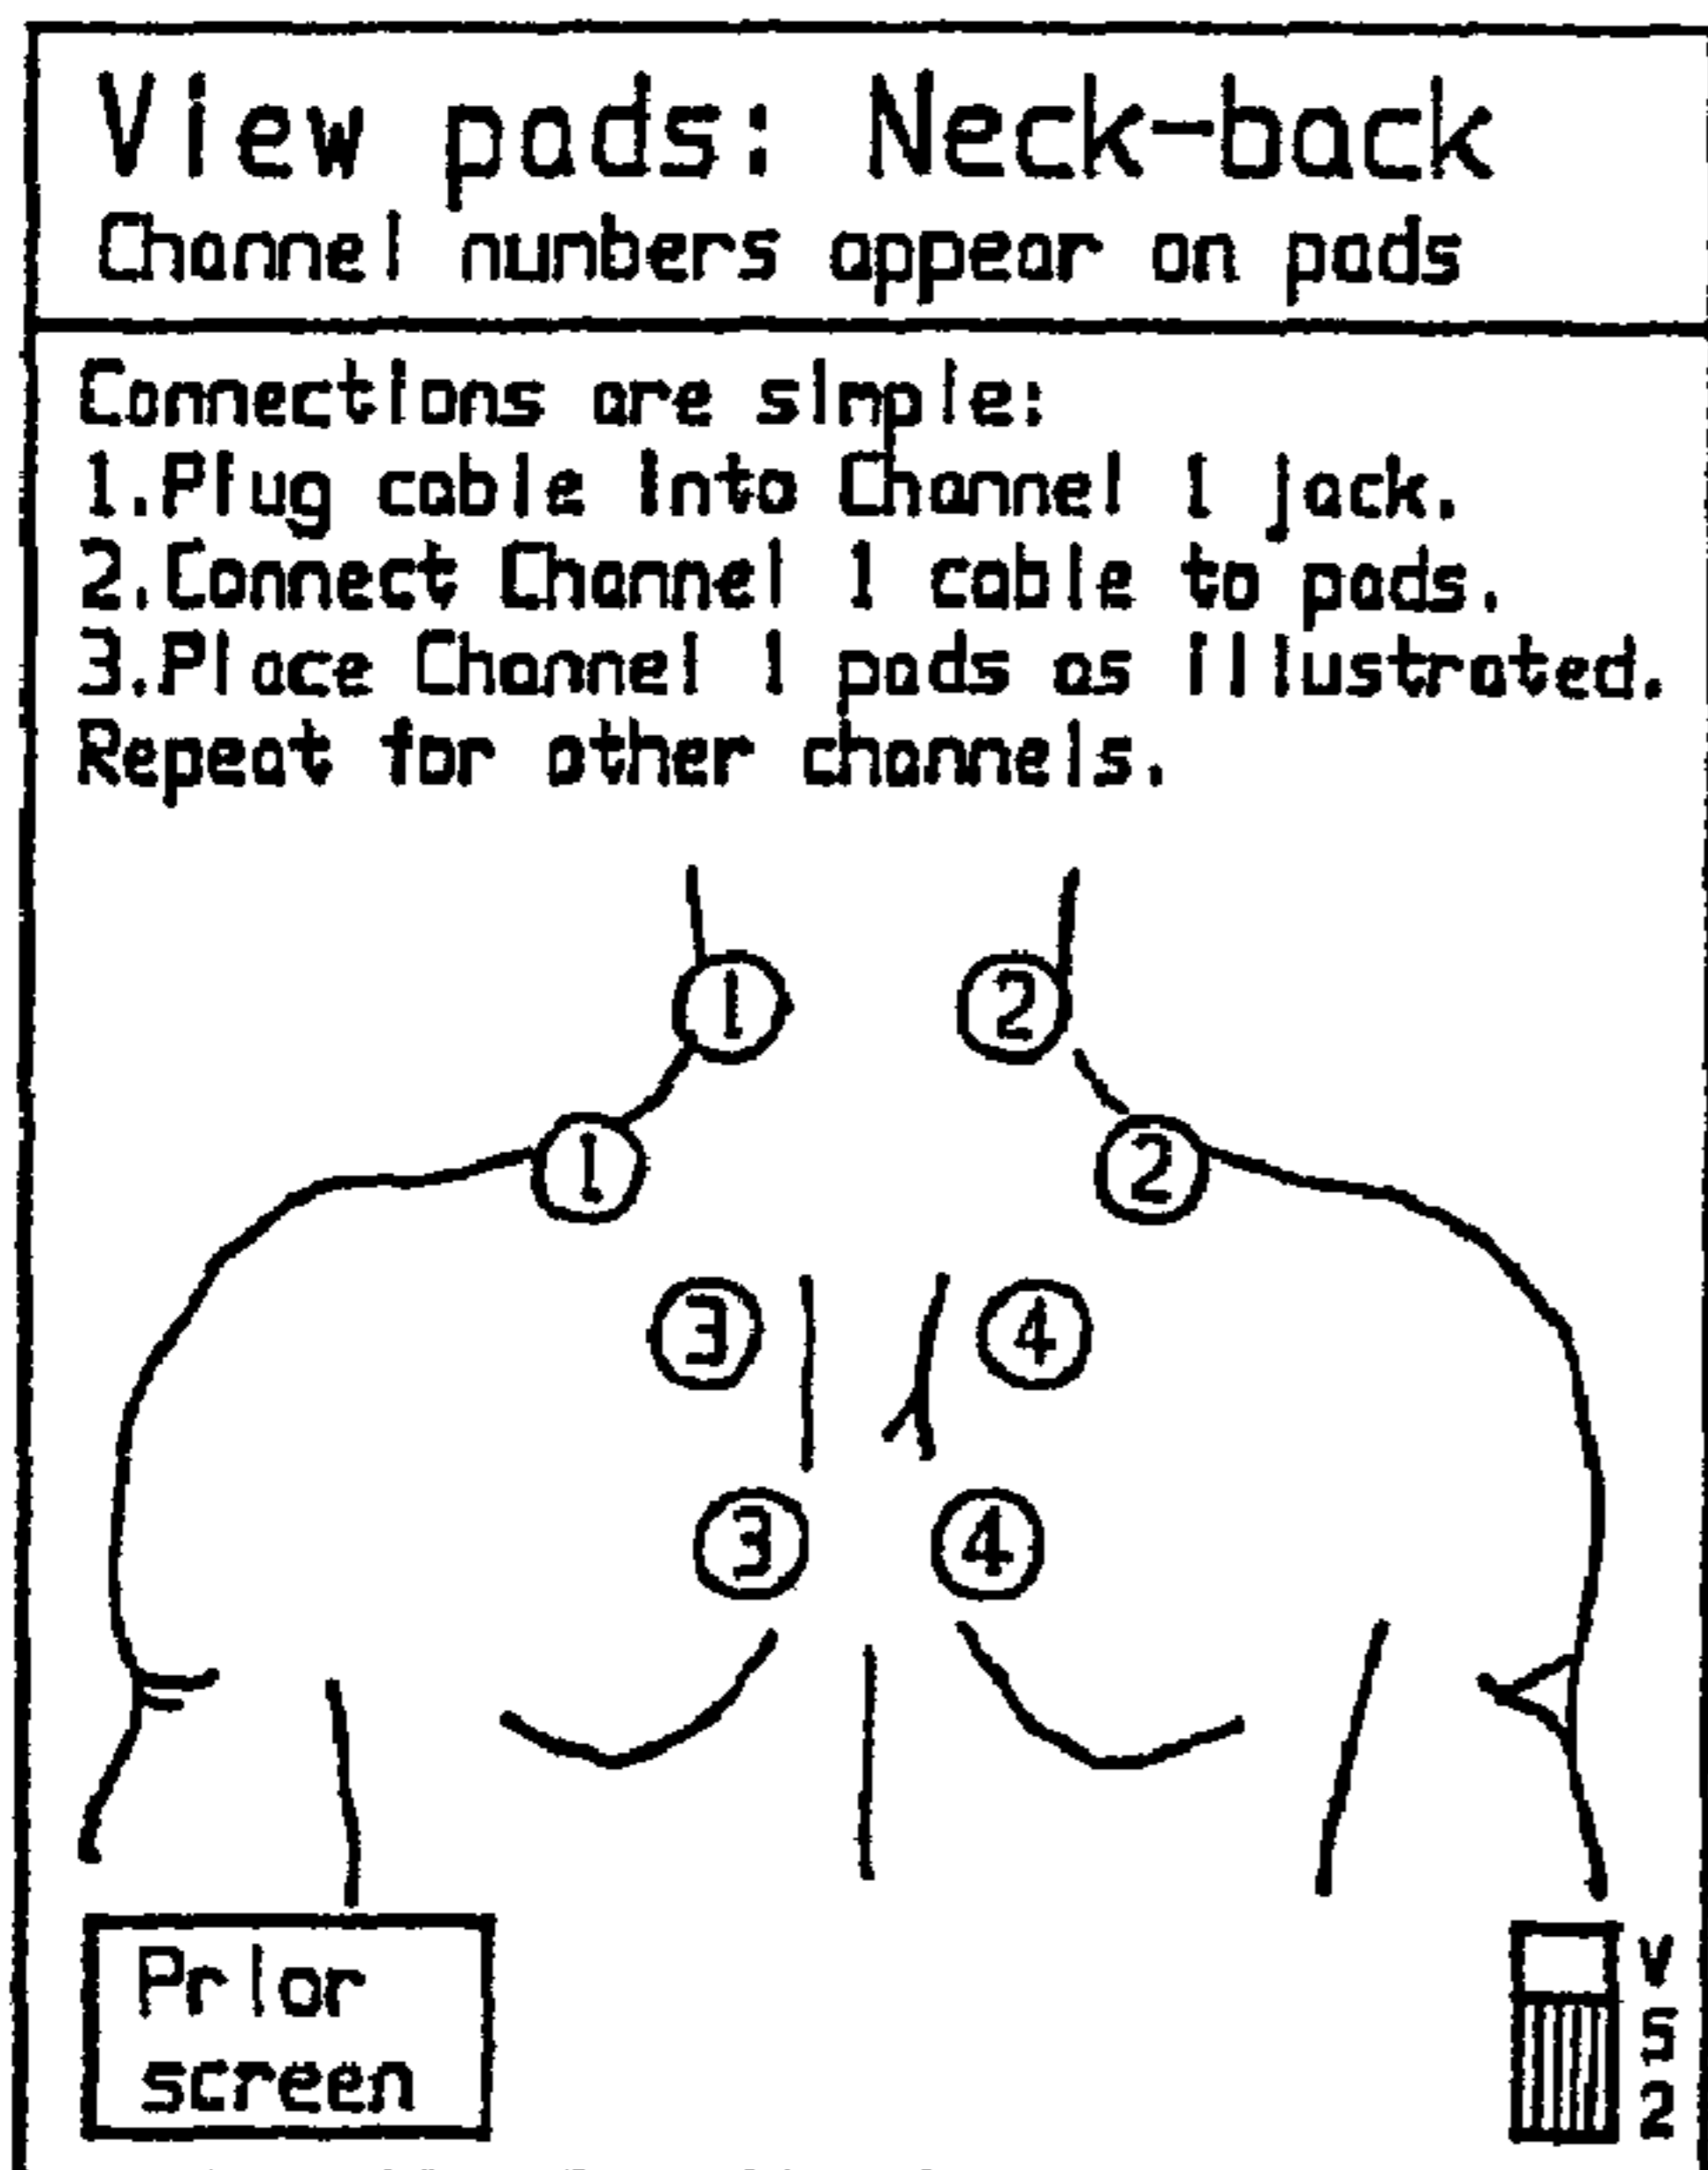 View pads: Neck-back
Channel numbers appear on pads
Connections are simple:
1.Plug cable into Channel 1 jack.
2.Connect Channel 1 cable to pads.
3.Place Channel 1 pads as illustrated.
Repeat for other channels.
1 2
1 2
3 4
3 4
Prior
screen
V
5
2